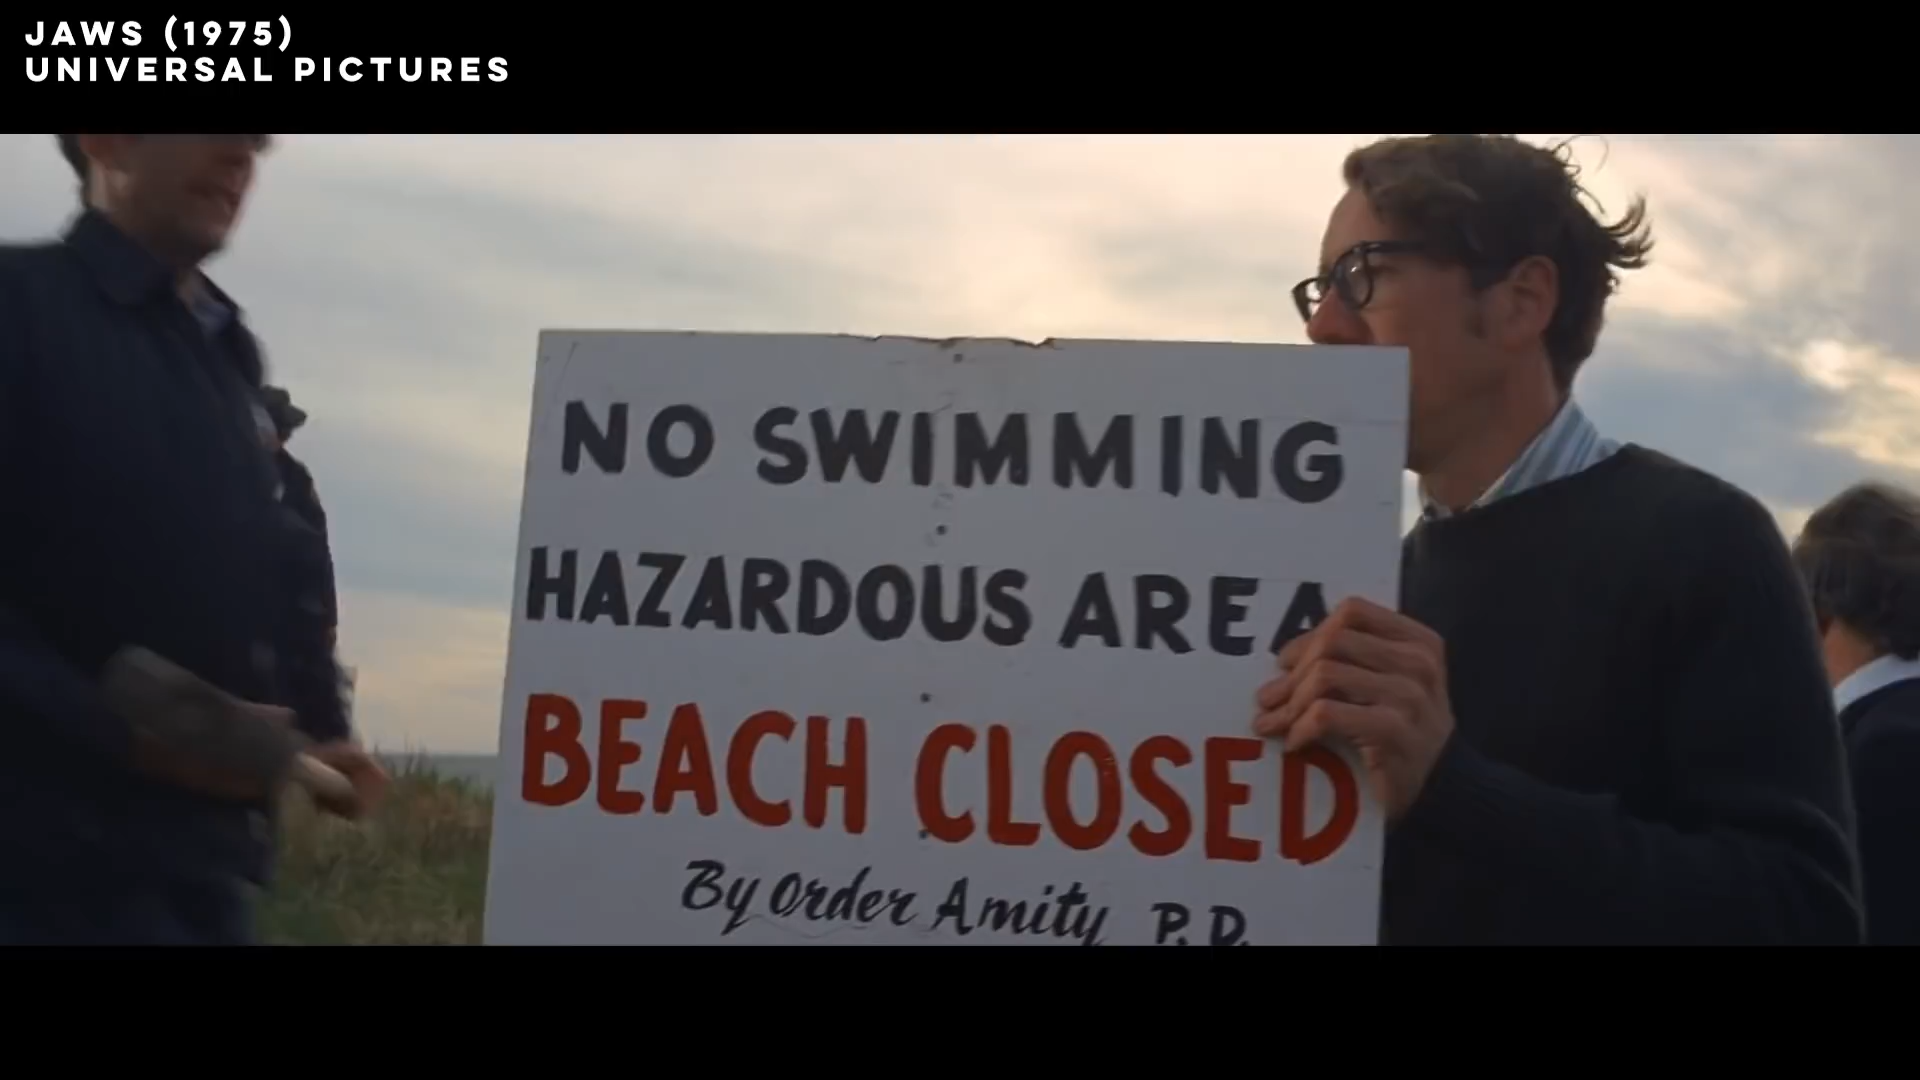 JAWS (1975)
UNIVERSAL PICTURES
NO SWIMMING
HAZARDOUS AREA
BEACH CLOSED
By Order Amity P.D.